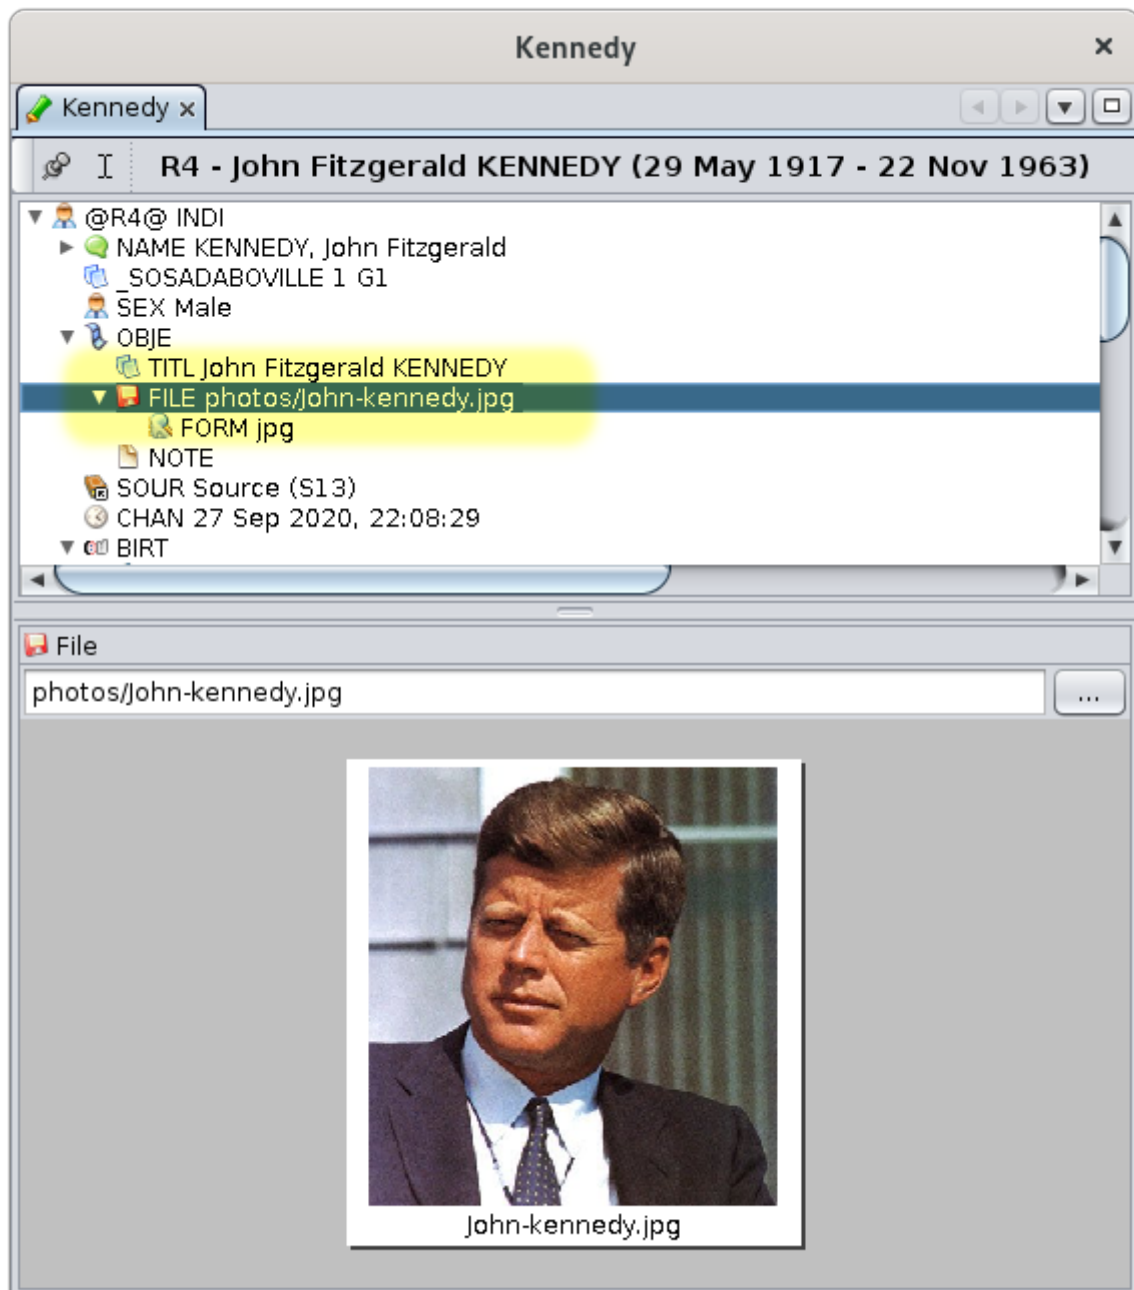 Kennedy
Kennedy
R4 - John Fitzgerald KENNEDY (29 May 1917 - 22 Nov 1963)
@R4@ INDI
NAME KENNEDY, John Fitzgerald
_SOSADABOVILLE 1 G1
SEX Male
OBJE
TITL John Fitzgerald KENNEDY
FILE photos/John-kennedy.jpg
FORM jpg
NOTE
SOUR Source (S13)
CHAN 27 Sep 2020, 22:08:29
BIRT
File
photos/John-kennedy.jpg
...
John-kennedy.jpg